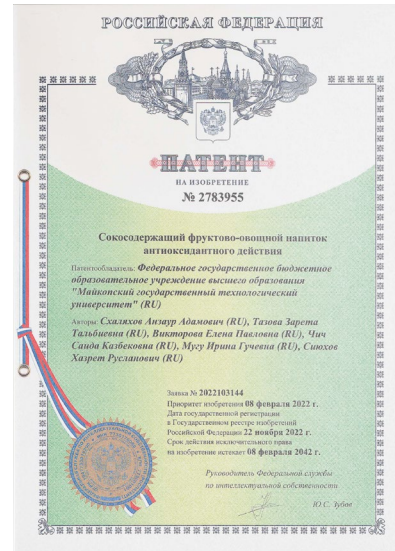 РОССИЙСКАЯ ФЕДЕРАЦИЯ
ПАТЕНТ
НА ИЗОБРЕТЕНИЕ
№ 2783955
Сокосодержащий фруктово-овощной напиток
антиоксидантного действия
Патентообладатель: Федеральное государственное бюджетное
образовательное учреждение высшего образования
"Майкопский государственный технологический
университет" (RU)
Авторы: Схаляхов Анзаур Адамович (RU), Тазова Зарета
Тальбиевна (RU), Викторова Елена Павловна (RU), Чич
Саида Казбековна (RU), Мугу Ирина Гучевна (RU), Сиюхов
Хазрет Русланович (RU)
Заявка № 2022103144
Приоритет изобретения 08 февраля 2022 г.
Дата государственной регистрации
в Государственном реестре изобретений
Российской Федерации 22 ноября 2022 г.
Срок действия исключительного права
на изобретение истекает 08 февраля 2042 г.
Руководитель Федеральной службы
по интеллектуальной собственности
Ю.С. Зубов